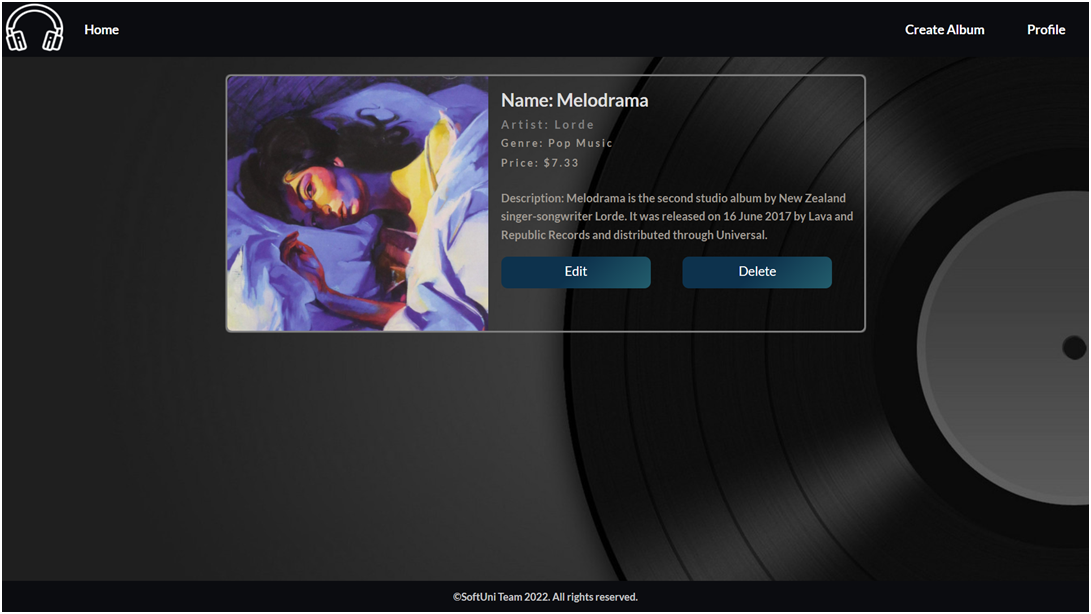 Home
Create Album
Profile
Name: Melodrama
Artist: Lorde
Genre: Pop Music
Price: $7.33
Description: Melodrama is the second studio album by New Zealand
singer-songwriter Lorde. It was released on 16 June 2017 by Lava and
Republic Records and distributed through Universal.
Edit
Delete
©SoftUni Team 2022. All rights reserved.